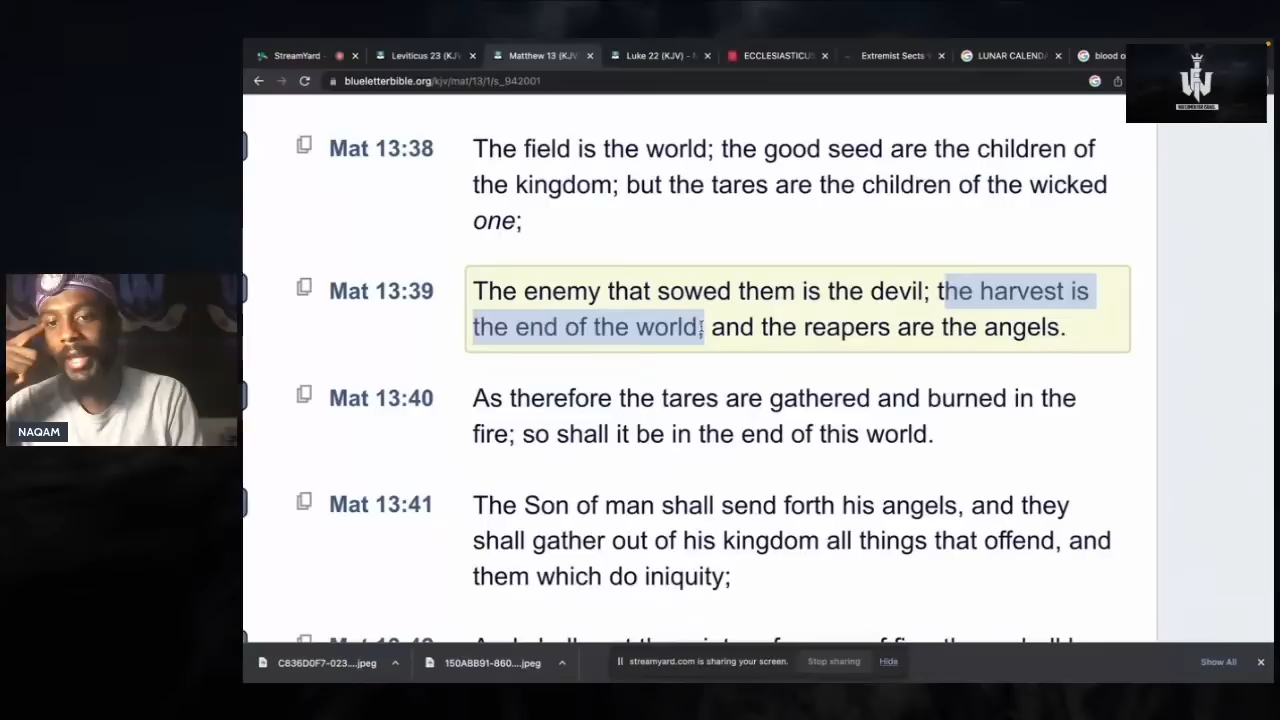 StreamYard
Leviticus 23 (KJV
Matthew 13 (KJV)
Luke 22 (KJV) -
ECCLESIASTICUS
Extremist Sects
LUNAR CALEND
blood o
blueletterbible.org/kjv/mat/13/1/s_942001
Mat 13:38
The field is the world; the good seed are the children of
the kingdom; but the tares are the children of the wicked
one;
Mat 13:39
The enemy that sowed them is the devil; the harvest is
the end of the world; and the reapers are the angels.
Mat 13:40
As therefore the tares are gathered and burned in the
fire; so shall it be in the end of this world.
Mat 13:41
The Son of man shall send forth his angels, and they
shall gather out of his kingdom all things that offend, and
them which do iniquity;
NAQAM
C836D0F7-023....jpeg
150ABB91-860....jpeg
streamyard.com is sharing your screen.
Stop sharing
Hide
Show All